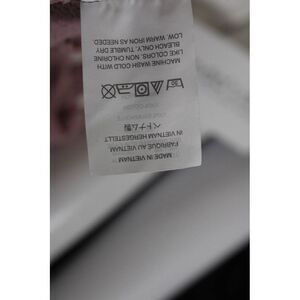 MADE IN VIETNAM
FABRIQUE AU VIETNAM
IN VIETNAM HERGESTELLT
ベトナム製
MACHINE WASH COLD WITH
LIKE COLORS, NON CHLORINE
BLEACH ONLY, TUMBLE DRY
LOW, WARM IRON AS NEEDED.